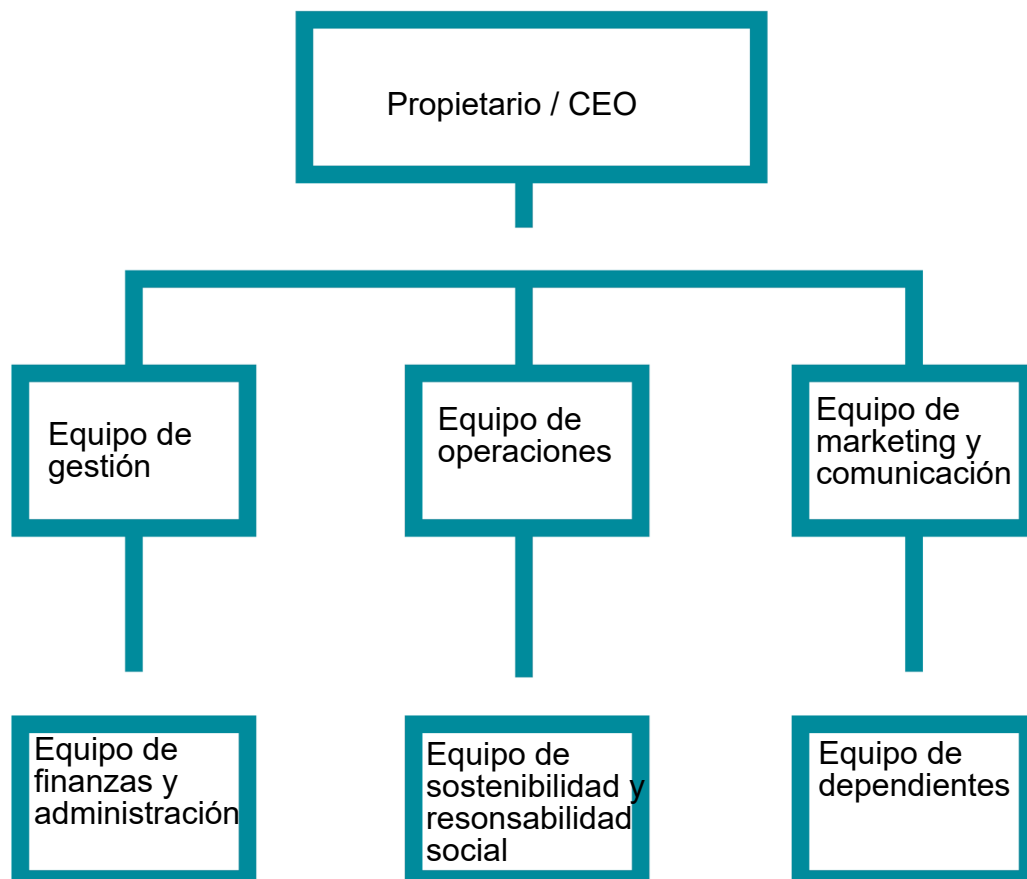 Propietario / CEO
Equipo de
gestión
Equipo de
operaciones
Equipo de
marketing y
comunicación
Equipo de
finanzas y
administración
Equipo de
sostenibilidad y
resonsabilidad
social
Equipo de
dependientes